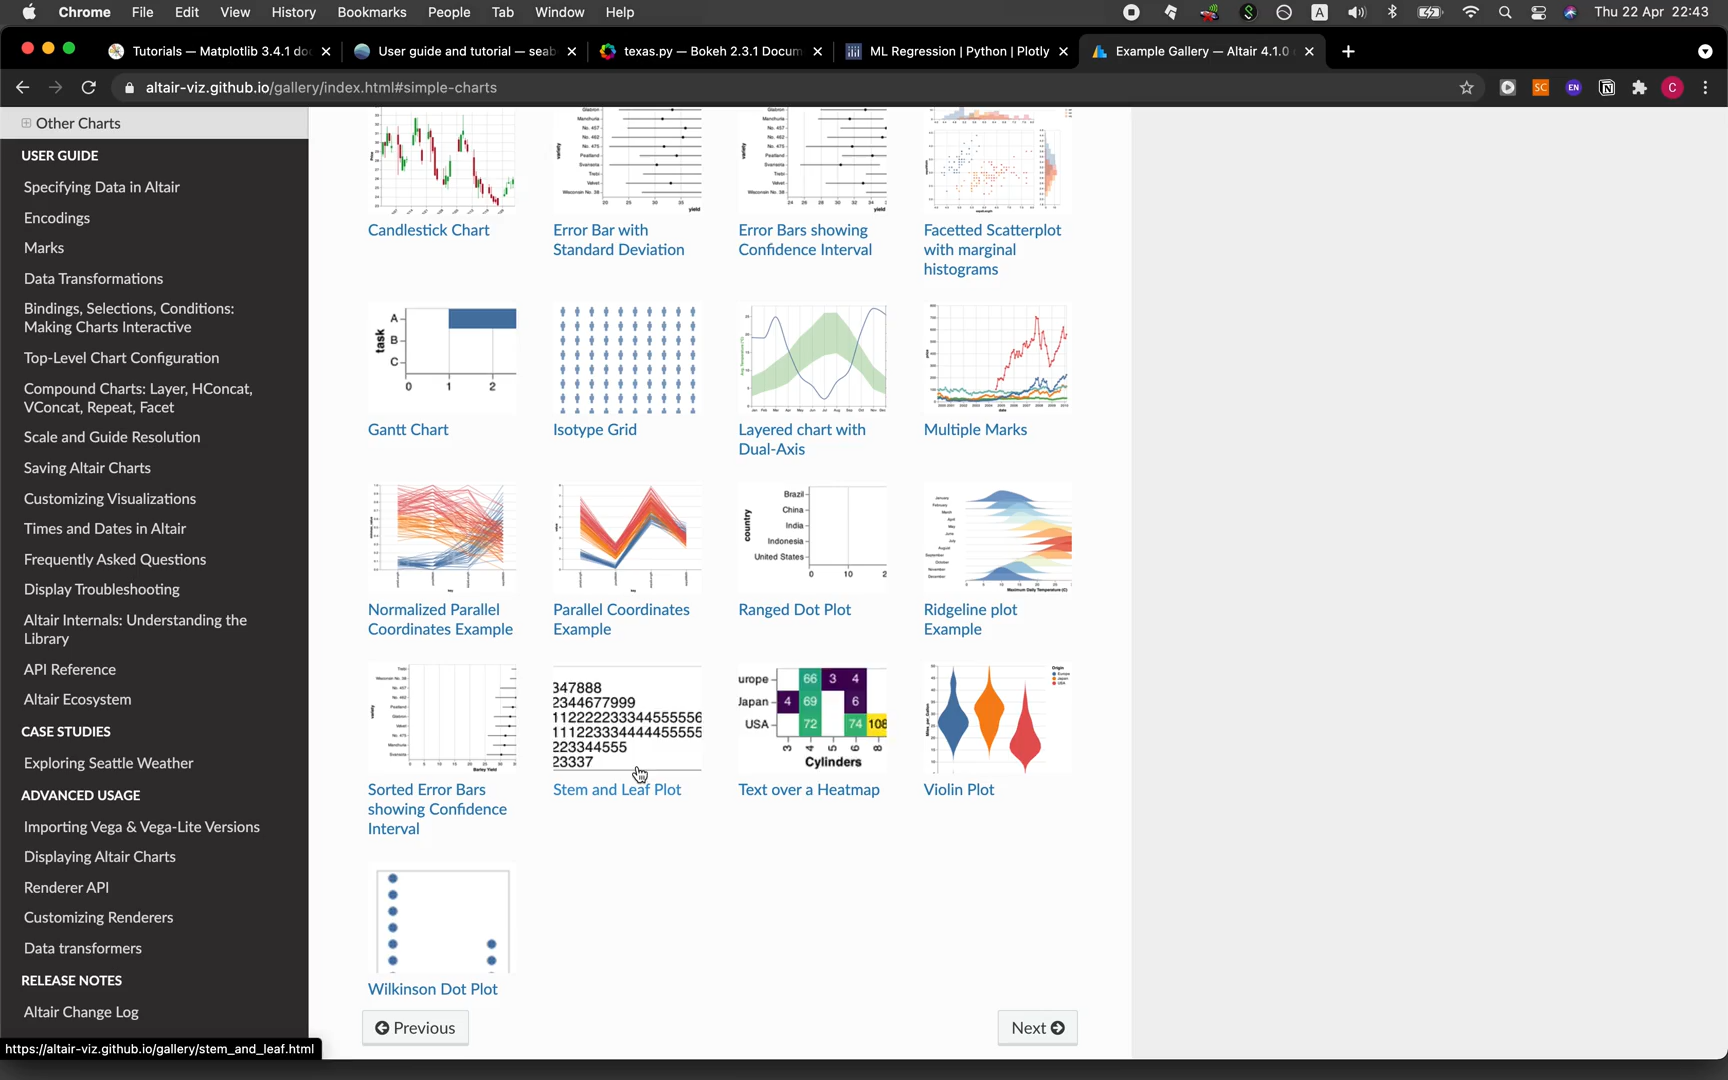 Chrome File Edit View History Bookmarks People Tab Window Help
Thu 22 Apr 22:43
Tutorials — Matplotlib 3.4.1 do
User guide and tutorial — seab
texas.py — Bokeh 2.3.1 Docum
ML Regression | Python | Plotly
Example Gallery — Altair 4.1.0
altair-viz.github.io/gallery/index.html#simple-charts
Other Charts
USER GUIDE
Specifying Data in Altair
Encodings
Marks
Data Transformations
Bindings, Selections, Conditions:
Making Charts Interactive
Top-Level Chart Configuration
Compound Charts: Layer, HConcat,
VConcat, Repeat, Facet
Scale and Guide Resolution
Saving Altair Charts
Customizing Visualizations
Times and Dates in Altair
Frequently Asked Questions
Display Troubleshooting
Altair Internals: Understanding the
Library
API Reference
Altair Ecosystem
CASE STUDIES
Exploring Seattle Weather
ADVANCED USAGE
Importing Vega & Vega-Lite Versions
Displaying Altair Charts
Renderer API
Customizing Renderers
Data transformers
RELEASE NOTES
Altair Change Log
https://altair-viz.github.io/gallery/stem_and_leaf.html
Candlestick Chart
Error Bar with
Standard Deviation
Error Bars showing
Confidence Interval
Facetted Scatterplot
with marginal
histograms
task
A
B
C
0 1 2
Gantt Chart
Isotype Grid
Layered chart with
Dual-Axis
Multiple Marks
Normalized Parallel
Coordinates Example
Parallel Coordinates
Example
country
Brazil
China
India
Indonesia
United States
0 10 2
Ranged Dot Plot
Ridgeline plot
Example
Sorted Error Bars
showing Confidence
Interval
347888
2344677999
Stem and Leaf Plot
urope 66 3 4
Japan 4 69 6
USA 72 74 108
3 4 5 6 8
Cylinders
Text over a Heatmap
Violin Plot
Wilkinson Dot Plot
Previous
Next